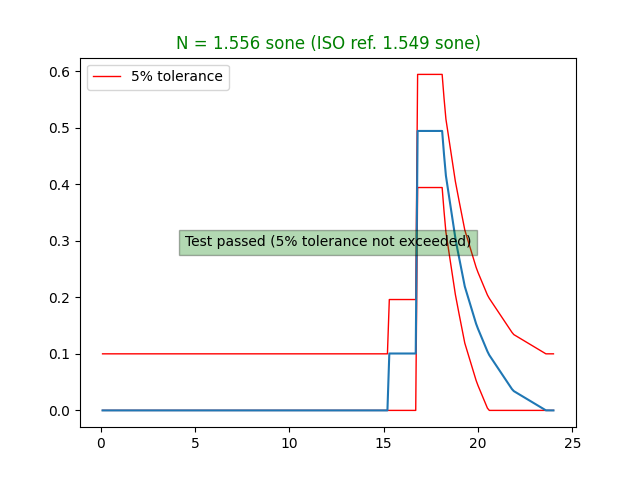 N = 1.556 sone (ISO ref. 1.549 sone)
5% tolerance
0.6
0.5
0.4
0.3
0.2
0.1
0.0
Test passed (5% tolerance not exceeded)
0 5 10 15 20 25